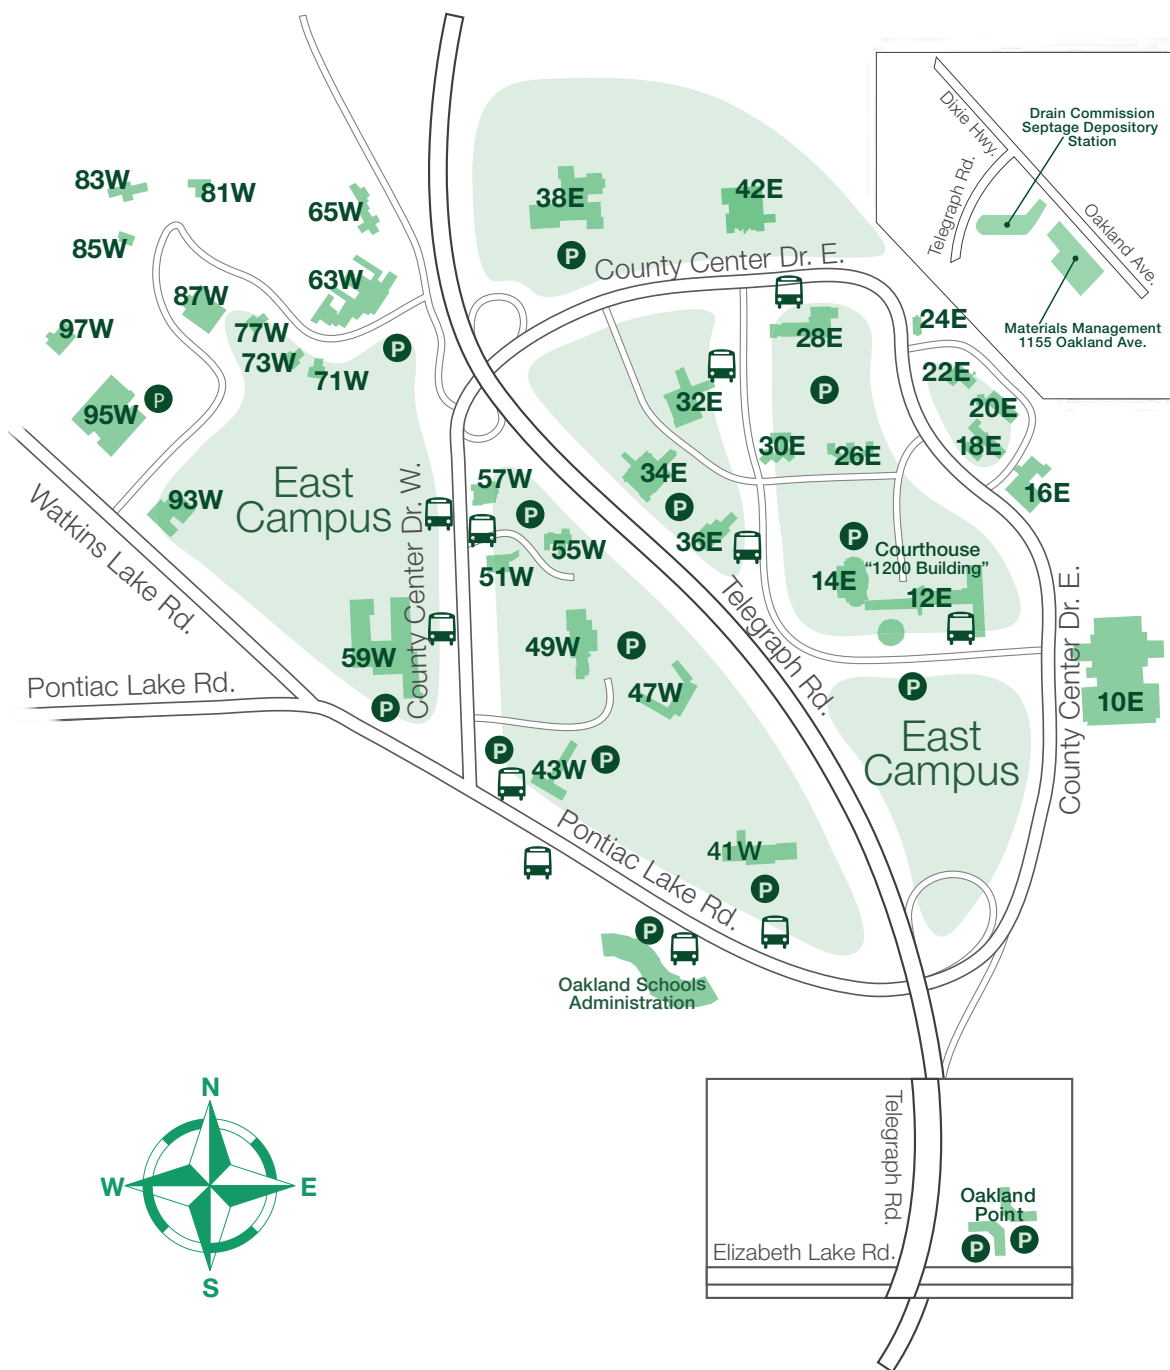 Dixie Hwy.
Drain Commission
Septage Depository
Station
Telegraph Rd.
Oakland Ave.
Materials Management
1155 Oakland Ave.
83W
81W
65W
38E
42E
P
85W
63W
County Center Dr. E.
87W
97W
77W
73W
71W
P
95W
P
28E
24E
32E
P
22E
20E
18E
30E
26E
34E
16E
East
Campus
93W
57W
P
P
36E
P
55W
51W
Courthouse
"1200 Building"
14E
12E
Watkins Lake Rd.
County Center Dr. W.
Telegraph Rd.
County Center Dr. E.
59W
49W
P
47W
P
Pontiac Lake Rd.
P
10E
East
Campus
P
43W
P
Pontiac Lake Rd.
41W
P
P
Oakland Schools
Administration
N
W
E
S
Telegraph Rd.
Oakland
Point
P
P
Elizabeth Lake Rd.